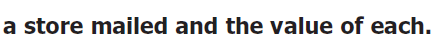 a store mailed and the value of each.